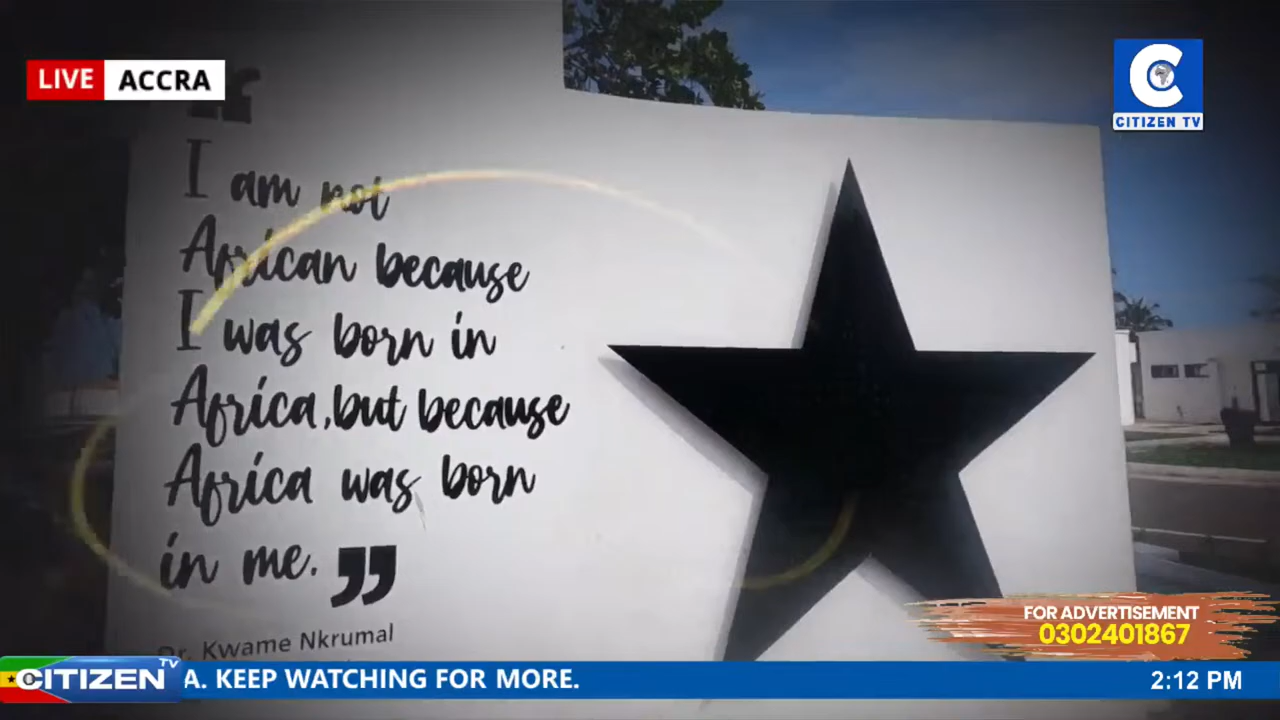 LIVE ACCRA
C
CITIZEN TV
“
I am not
African because
I was born in
Africa, but because
Africa was born
in me. ”
Dr. Kwame Nkrumah
FOR ADVERTISEMENT
0302401867
CITIZEN TV
A. KEEP WATCHING FOR MORE.
2:12 PM